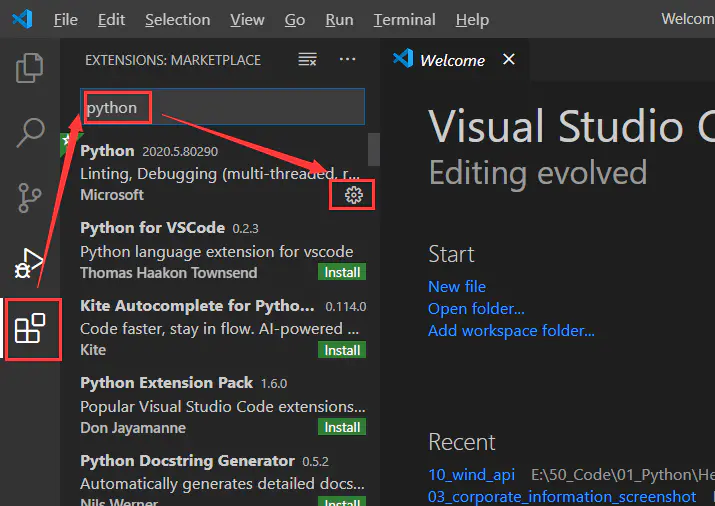 File Edit Selection View Go Run Terminal Help Welcom
EXTENSIONS: MARKETPLACE
Welcome
python
Python 2020.5.80290
Linting, Debugging (multi-threaded, r...
Microsoft
Python for VSCode 0.2.3
Python language extension for vscode
Thomas Haakon Townsend Install
Kite Autocomplete for Pytho... 0.114.0
Code faster, stay in flow. AI-powered ...
Kite Install
Python Extension Pack 1.6.0
Popular Visual Studio Code extensions...
Don Jayamanne Install
Python Docstring Generator 0.5.2
Automatically generates detailed docs...
Nils Werner Install
Visual Studio C
Editing evolved
Start
New file
Open folder...
Add workspace folder...
Recent
10_wind_api E:\50_Code\01_Python\He
03_corporate_information_screenshot